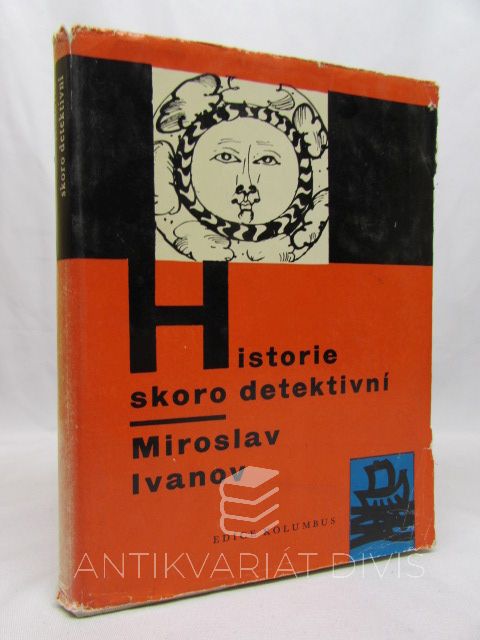 skoro detektivní
Historie
skoro detektivní
Miroslav
Ivanov
EDICE KOLUMBUS
ANTIKVARIÁT DIVIŠ